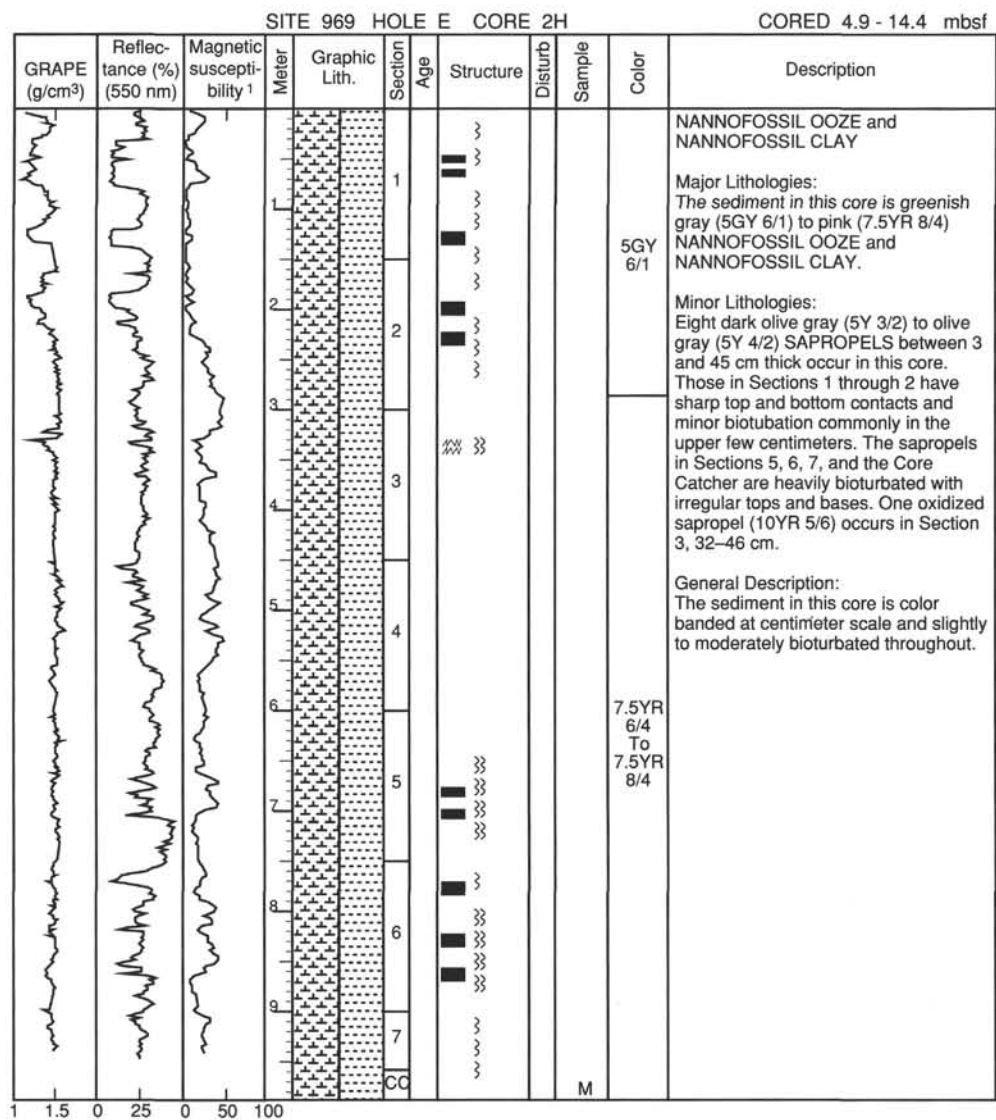 SITE 969 HOLE E CORE 2H CORED 4.9 - 14.4 mbsf
GRAPE
(g/cm³)
Reflec-
tance (%)
(550 nm)
Magnetic
suscepti-
bility ¹
Meter
Graphic
Lith.
Section
Age
Structure
Disturb
Sample
Color
Description
1
2
3
4
5
6
7
8
9
1
2
3
4
5
6
7
CC
M
5GY
6/1
7.5YR
6/4
To
7.5YR
8/4
NANNOFOSSIL OOZE and
NANNOFOSSIL CLAY
Major Lithologies:
The sediment in this core is greenish
gray (5GY 6/1) to pink (7.5YR 8/4)
NANNOFOSSIL OOZE and
NANNOFOSSIL CLAY.
Minor Lithologies:
Eight dark olive gray (5Y 3/2) to olive
gray (5Y 4/2) SAPROPELS between 3
and 45 cm thick occur in this core.
Those in Sections 1 through 2 have
sharp top and bottom contacts and
minor biotubation commonly in the
upper few centimeters. The sapropels
in Sections 5, 6, 7, and the Core
Catcher are heavily bioturbated with
irregular tops and bases. One oxidized
sapropel (10YR 5/6) occurs in Section
3, 32–46 cm.
General Description:
The sediment in this core is color
banded at centimeter scale and slightly
to moderately bioturbated throughout.
1 1.5 0 25 0 50 100